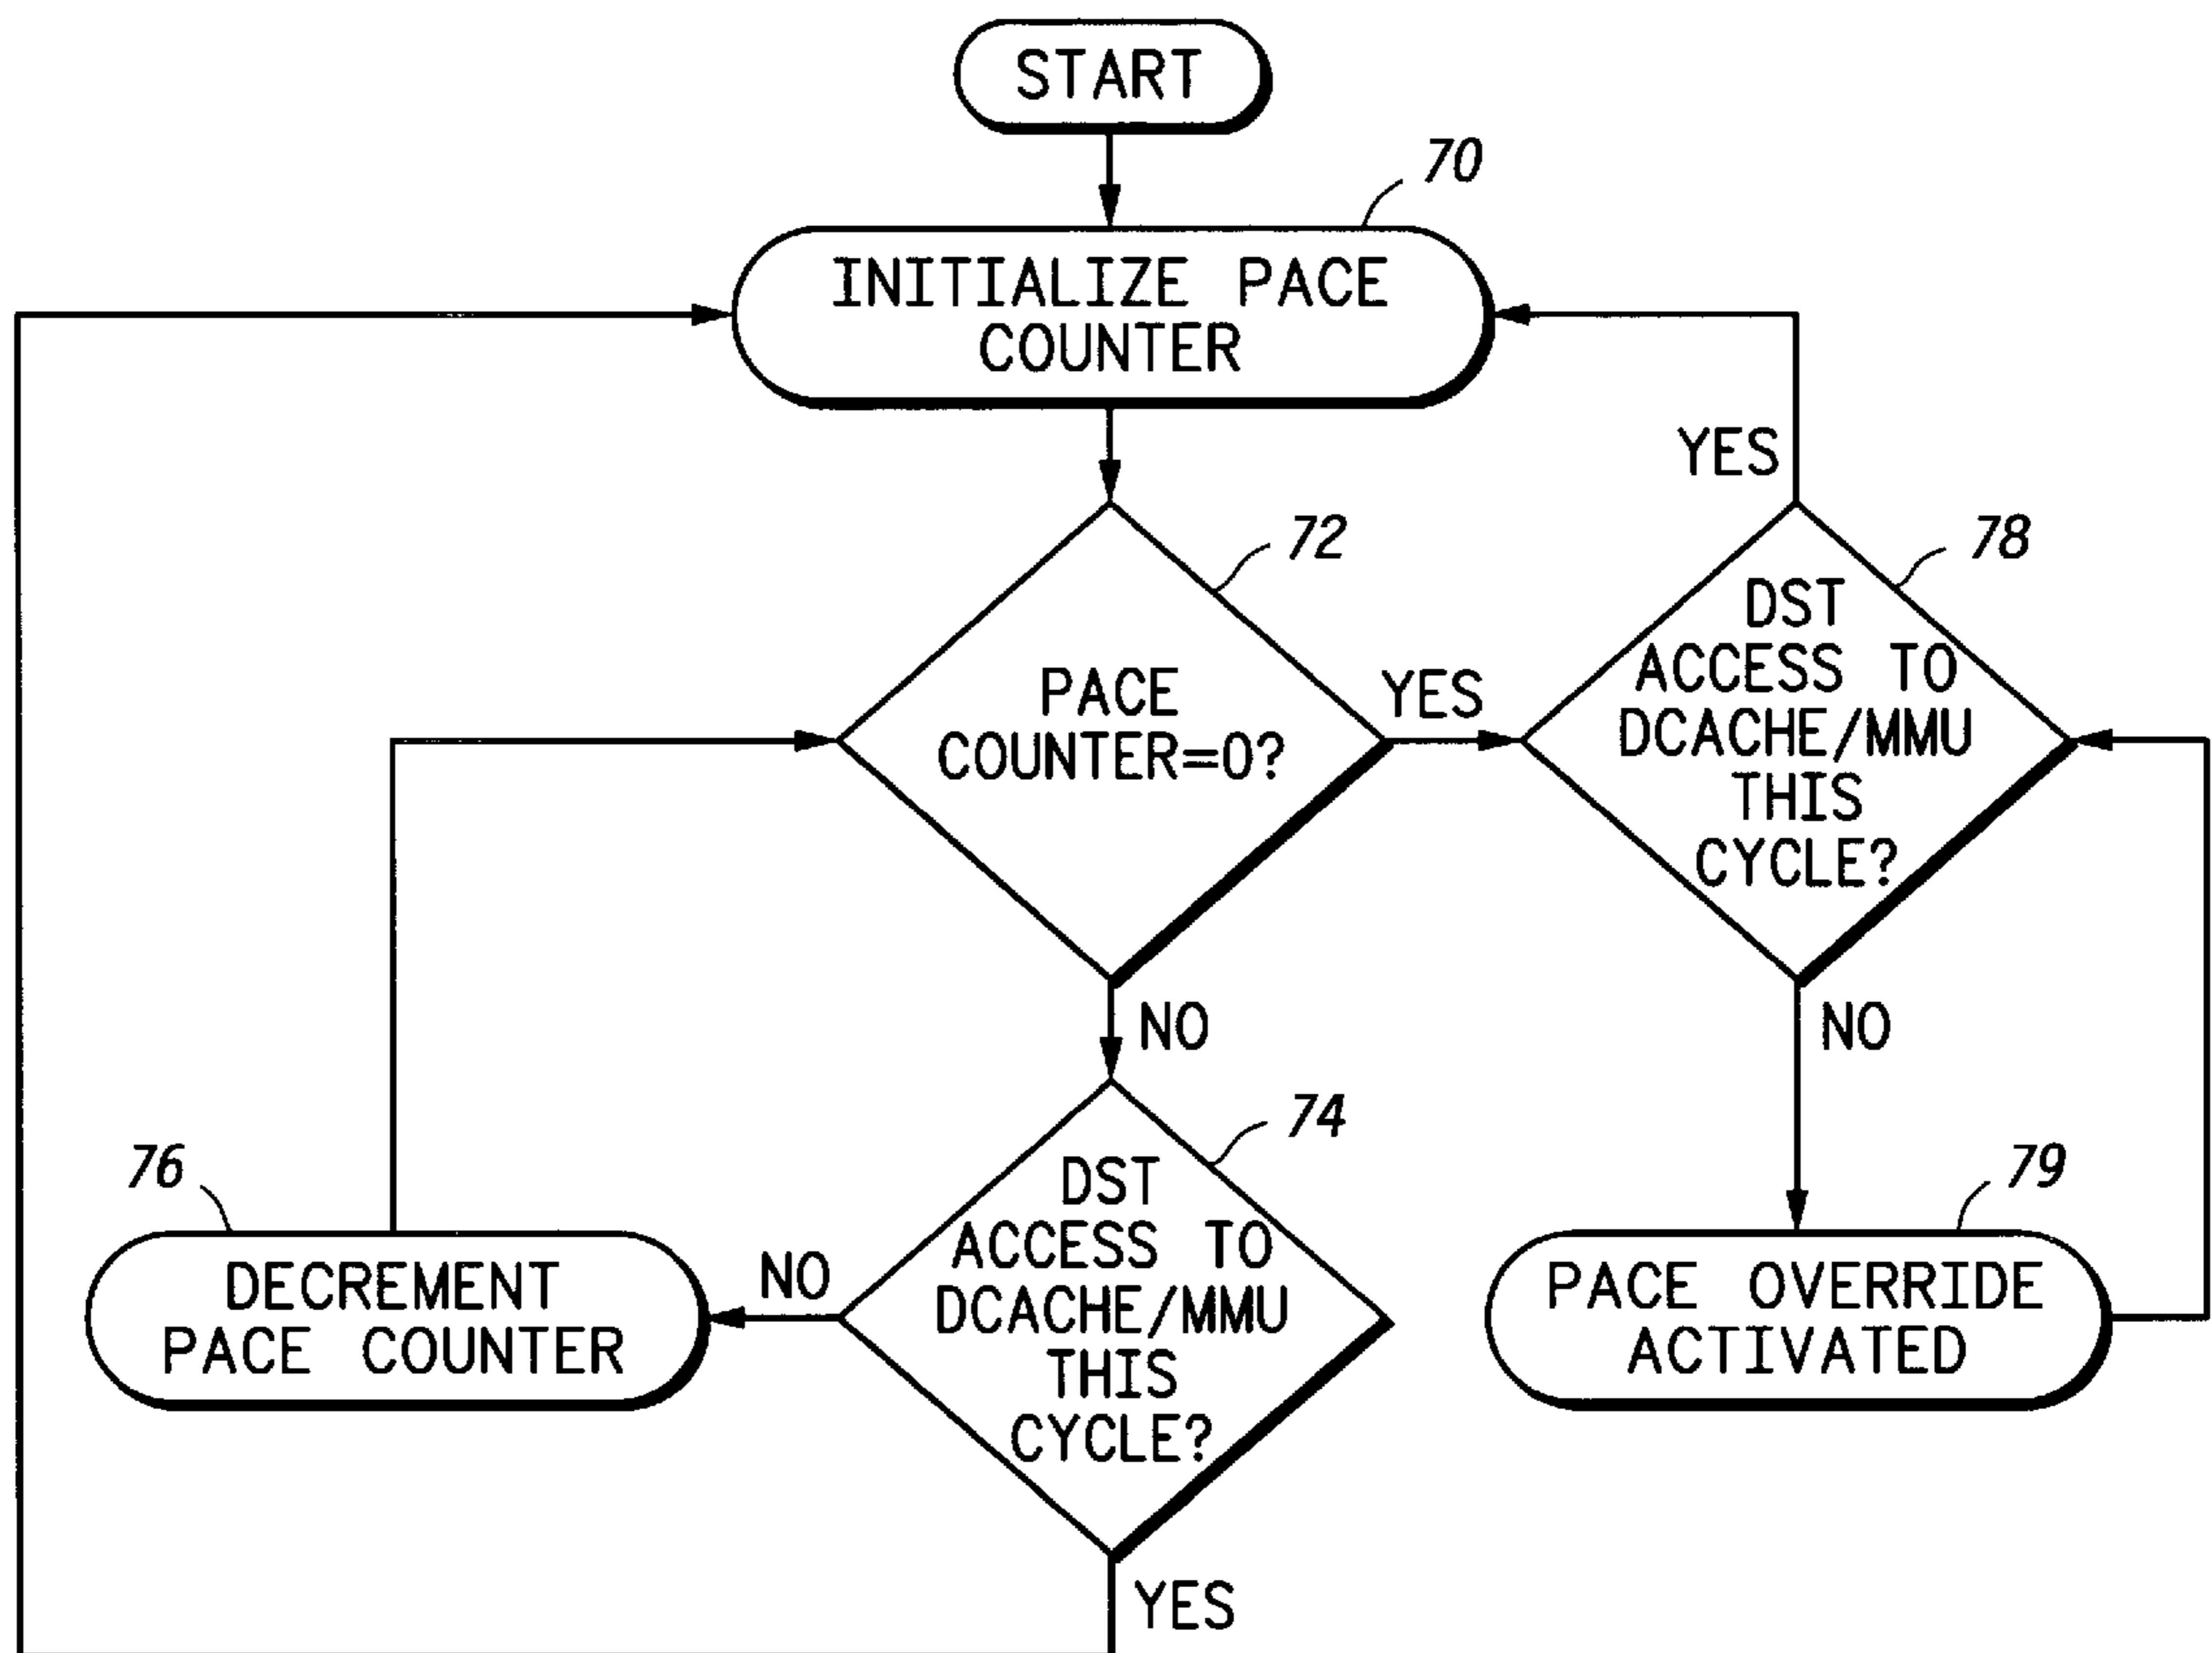 START
70
INITIALIZE PACE
COUNTER
YES
72
78
PACE
COUNTER=0?
YES
DST
ACCESS TO
DCACHE/MMU
THIS
CYCLE?
NO
NO
74
76
79
DST
ACCESS TO
DCACHE/MMU
THIS
CYCLE?
NO
DECREMENT
PACE COUNTER
PACE OVERRIDE
ACTIVATED
YES